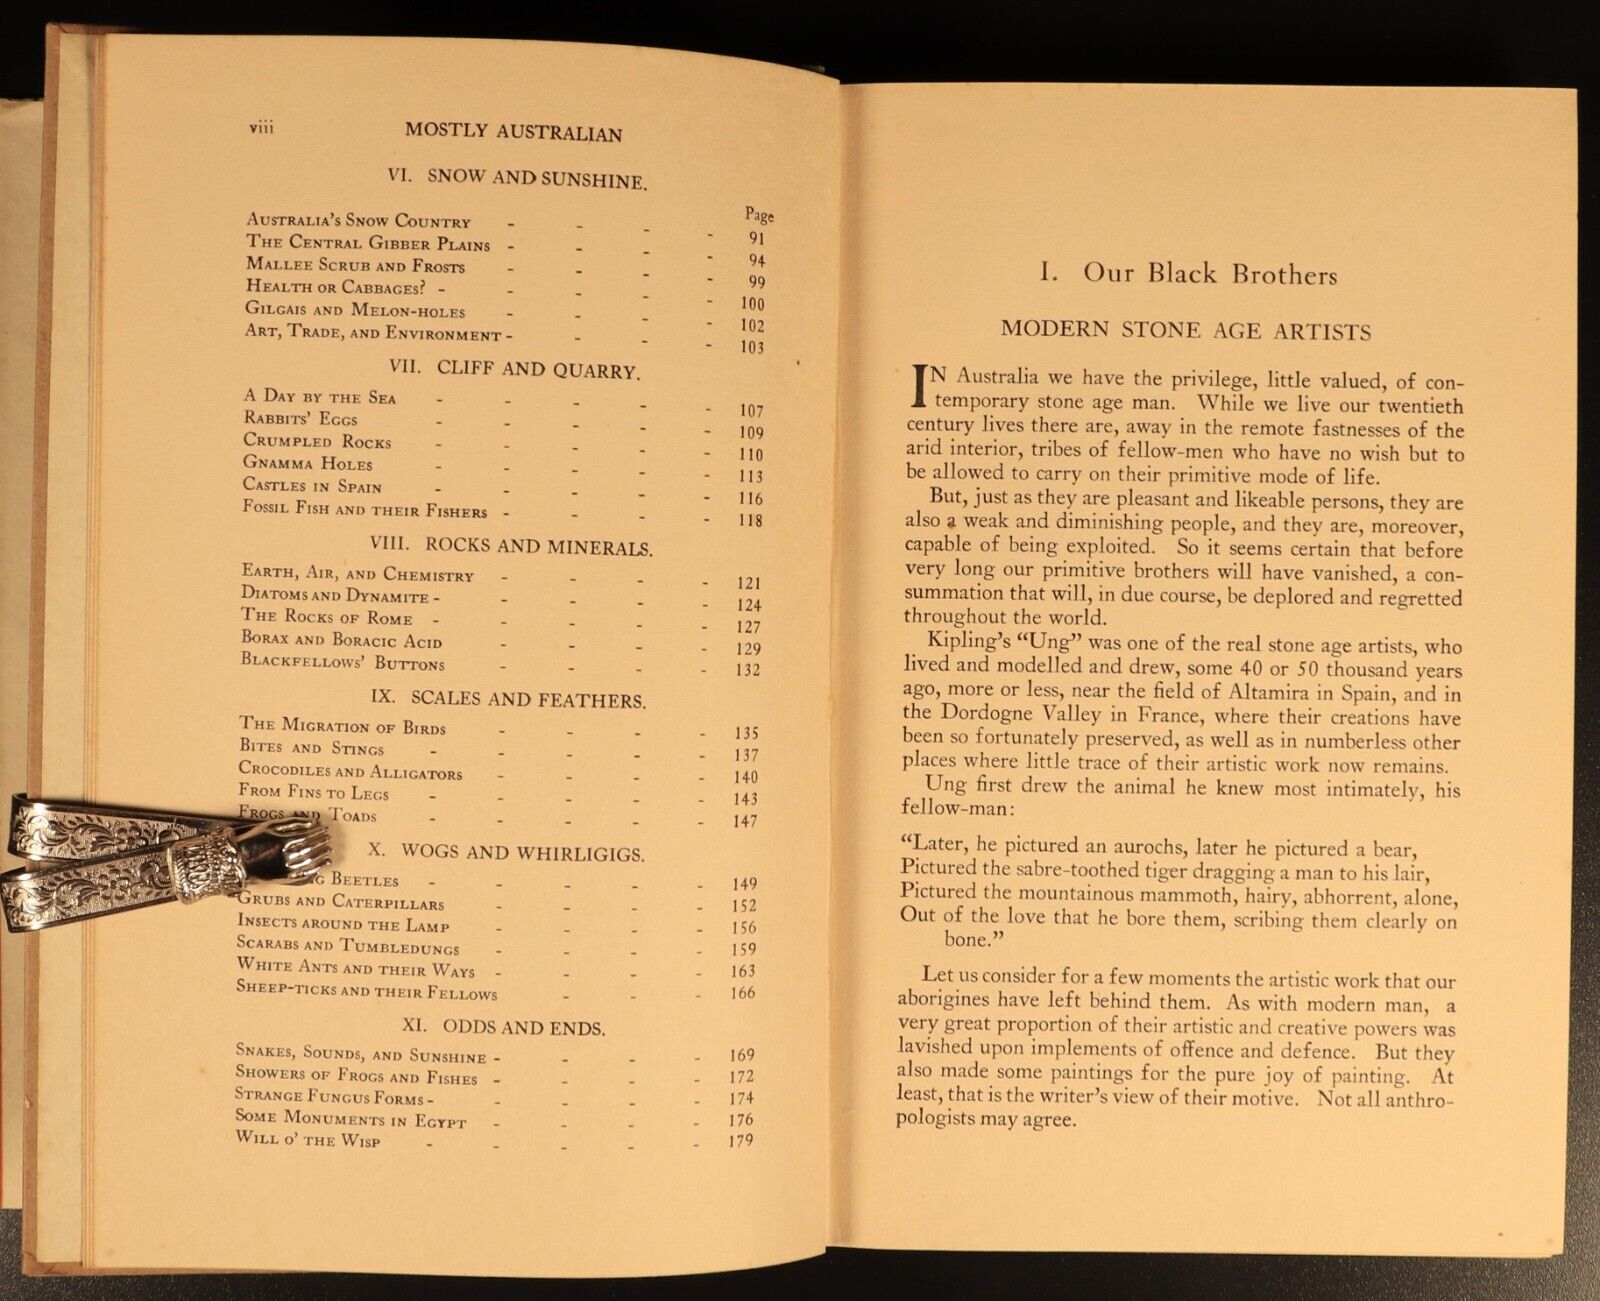 viii MOSTLY AUSTRALIAN
VI. SNOW AND SUNSHINE.
Page
AUSTRALIA'S SNOW COUNTRY - - - - 91
THE CENTRAL GIBBER PLAINS - - - - 94
MALLEE SCRUB AND FROSTS - - - - 99
HEALTH OR CABBAGES? - - - - - 100
GILGAIS AND MELON-HOLES - - - - 102
ART, TRADE, AND ENVIRONMENT - - - - 103
VII. CLIFF AND QUARRY.
A DAY BY THE SEA - - - - - 107
RABBITS' EGGS - - - - - 109
CRUMPLED ROCKS - - - - - 110
GNAMMA HOLES - - - - - 113
CASTLES IN SPAIN - - - - - 116
FOSSIL FISH AND THEIR FISHERS - - - - 118
VIII. ROCKS AND MINERALS.
EARTH, AIR, AND CHEMISTRY - - - - 121
DIATOMS AND DYNAMITE - - - - - 124
THE ROCKS OF ROME - - - - - 127
BORAX AND BORACIC ACID - - - - 129
BLACKFELLOWS' BUTTONS - - - - 132
IX. SCALES AND FEATHERS.
THE MIGRATION OF BIRDS - - - - 135
BITES AND STINGS - - - - - 137
CROCODILES AND ALLIGATORS - - - - 140
FROM FINS TO LEGS - - - - - 143
FROGS AND TOADS - - - - - 147
X. WOGS AND WHIRLIGIGS.
BEETLES - - - - - 149
GRUBS AND CATERPILLARS - - - - 152
INSECTS AROUND THE LAMP - - - - 156
SCARABS AND TUMBLEDUNGS - - - - 159
WHITE ANTS AND THEIR WAYS - - - - 163
SHEEP-TICKS AND THEIR FELLOWS - - - 166
XI. ODDS AND ENDS.
SNAKES, SOUNDS, AND SUNSHINE - - - - 169
SHOWERS OF FROGS AND FISHES - - - - 172
STRANGE FUNGUS FORMS - - - - - 174
SOME MONUMENTS IN EGYPT - - - - 176
WILL O' THE WISP - - - - - 179
I. Our Black Brothers
MODERN STONE AGE ARTISTS
IN Australia we have the privilege, little valued, of con-
temporary stone age man. While we live our twentieth
century lives there are, away in the remote fastnesses of the
arid interior, tribes of fellow-men who have no wish but to
be allowed to carry on their primitive mode of life.
But, just as they are pleasant and likeable persons, they are
also a weak and diminishing people, and they are, moreover,
capable of being exploited. So it seems certain that before
very long our primitive brothers will have vanished, a con-
summation that will, in due course, be deplored and regretted
throughout the world.
Kipling's "Ung" was one of the real stone age artists, who
lived and modelled and drew, some 40 or 50 thousand years
ago, more or less, near the field of Altamira in Spain, and in
the Dordogne Valley in France, where their creations have
been so fortunately preserved, as well as in numberless other
places where little trace of their artistic work now remains.
Ung first drew the animal he knew most intimately, his
fellow-man:
"Later, he pictured an aurochs, later he pictured a bear,
Pictured the sabre-toothed tiger dragging a man to his lair,
Pictured the mountainous mammoth, hairy, abhorrent, alone,
Out of the love that he bore them, scribing them clearly on
bone."
Let us consider for a few moments the artistic work that our
aborigines have left behind them. As with modern man, a
very great proportion of their artistic and creative powers was
lavished upon implements of offence and defence. But they
also made some paintings for the pure joy of painting. At
least, that is the writer's view of their motive. Not all anthro-
pologists may agree.